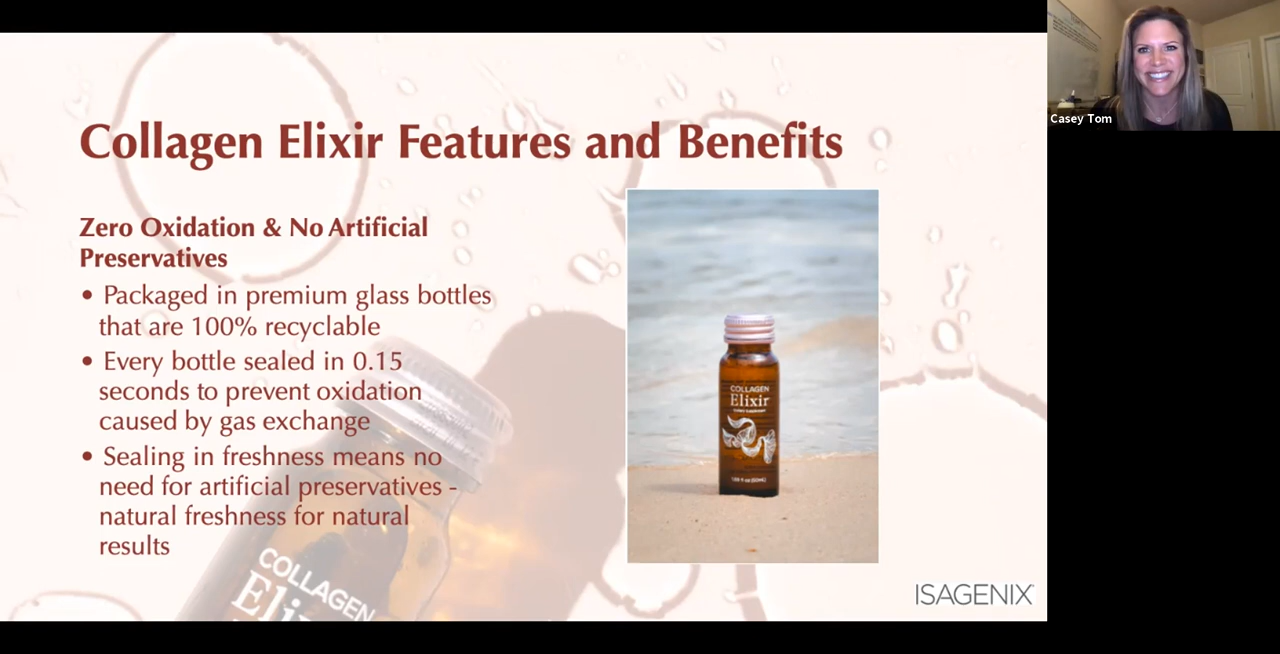 Collagen Elixir Features and Benefits
Zero Oxidation & No Artificial
Preservatives
• Packaged in premium glass bottles
that are 100% recyclable
• Every bottle sealed in 0.15
seconds to prevent oxidation
caused by gas exchange
• Sealing in freshness means no
need for artificial preservatives -
natural freshness for natural
results
COLLAGEN
Elixir
COLLAGEN
ISAGENIX
Casey Tom